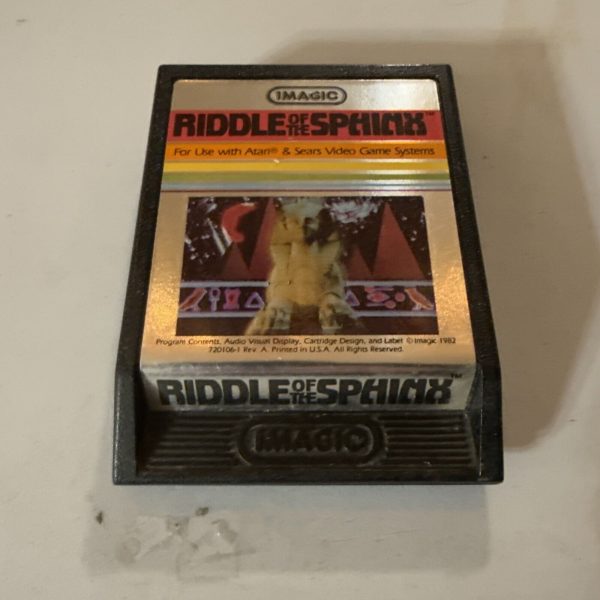 IMAGIC
RIDDLE OF THE SPHINX™
For Use with Atari® & Sears Video Game Systems
Program Contents, Audio Visual Display, Cartridge Design, and Label © Imagic 1982
720106-1 Rev. A. Printed in U.S.A. All Rights Reserved.
RIDDLE OF THE SPHINX™
IMAGIC